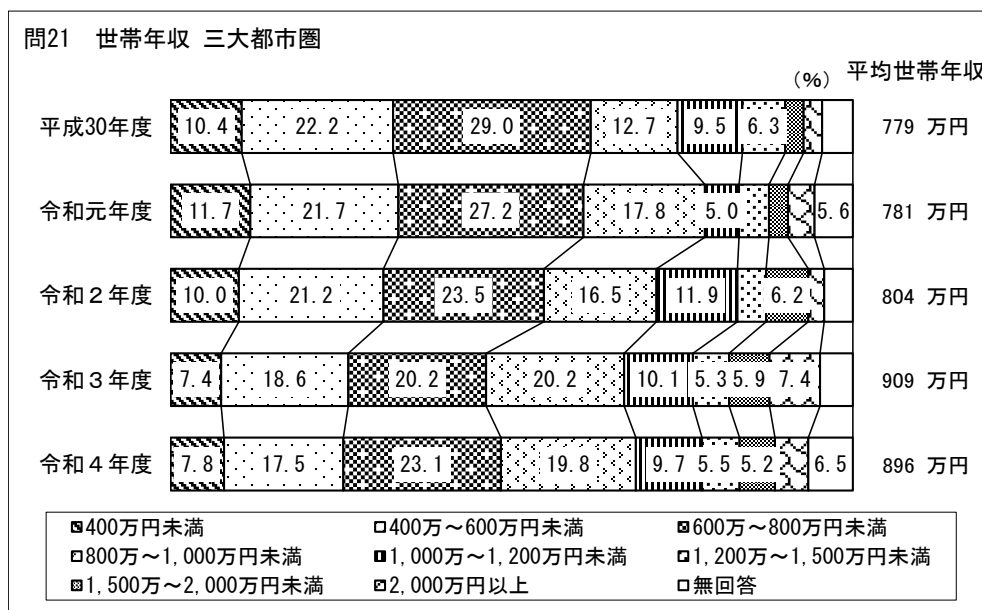 問21 世帯年収 三大都市圏
(%) 平均世帯年収
平成30年度 10.4 22.2 29.0 12.7 9.5 6.3 779 万円
令和元年度 11.7 21.7 27.2 17.8 5.0 5.6 781 万円
令和2年度 10.0 21.2 23.5 16.5 11.9 6.2 804 万円
令和3年度 7.4 18.6 20.2 20.2 10.1 5.3 5.9 7.4 909 万円
令和4年度 7.8 17.5 23.1 19.8 9.7 5.5 5.2 6.5 896 万円
400万円未満 400万~600万円未満 600万~800万円未満
800万~1,000万円未満 1,000万~1,200万円未満 1,200万~1,500万円未満
1,500万~2,000万円未満 2,000万円以上 無回答